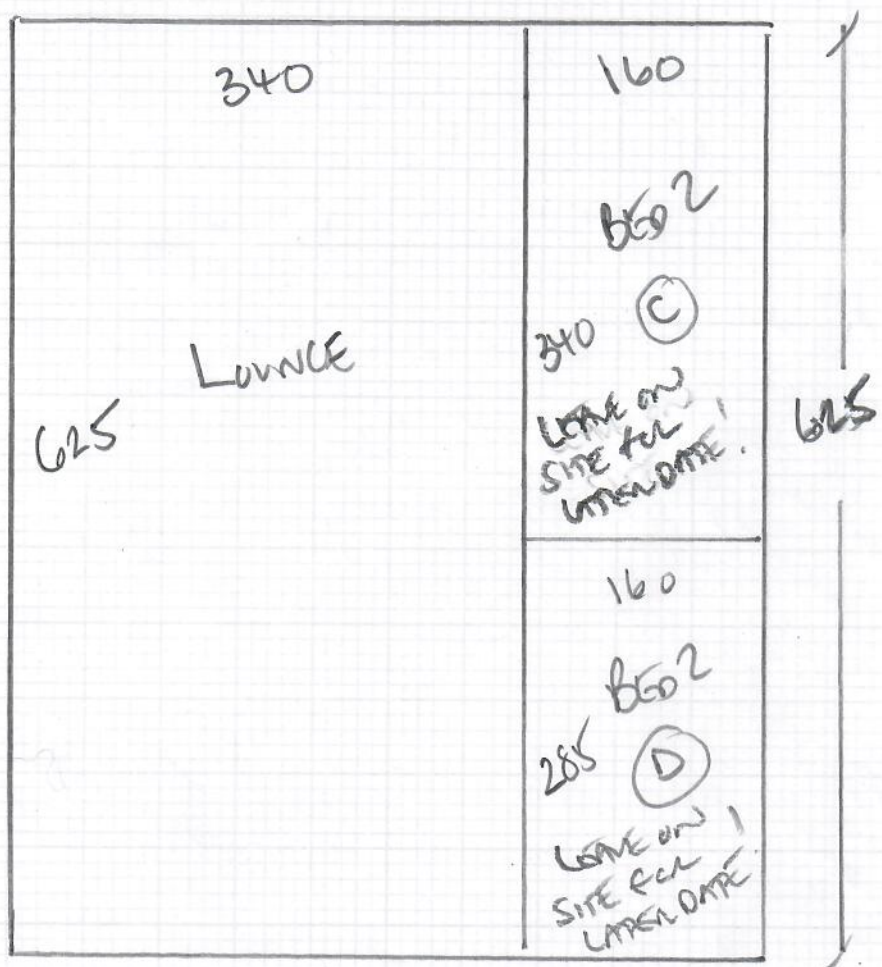 340
LOUNGE
625
160
BED 2
340 C
LEAVE ON
SITE FOR
LATER DATE!
625
160
BED 2
285 D
LEAVE ON
SITE FOR
LATER DATE!